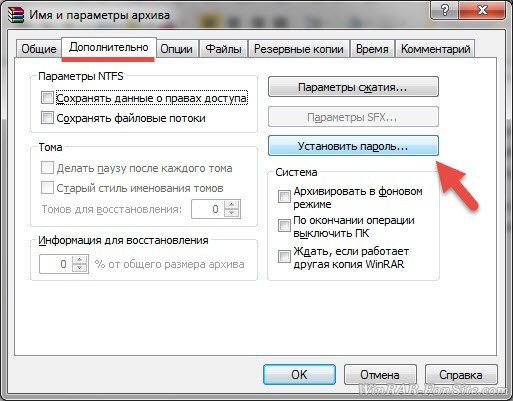 Имя и параметры архива
Общие Дополнительно Опции Файлы Резервные копии Время Комментарий
Параметры NTFS
Сохранять данные о правах доступа
Сохранять файловые потоки
Тома
Делать паузу после каждого тома
Старый стиль именования томов
Томов для восстановления: 0
Информация для восстановления
0 % от общего размера архива
Параметры сжатия...
Параметры SFX...
Установить пароль...
Система
Архивировать в фоновом
режиме
По окончании операции
выключить ПК
Ждать, если работает
другая копия WinRAR
OK Отмена Справка
WinRAR-FanSite.com